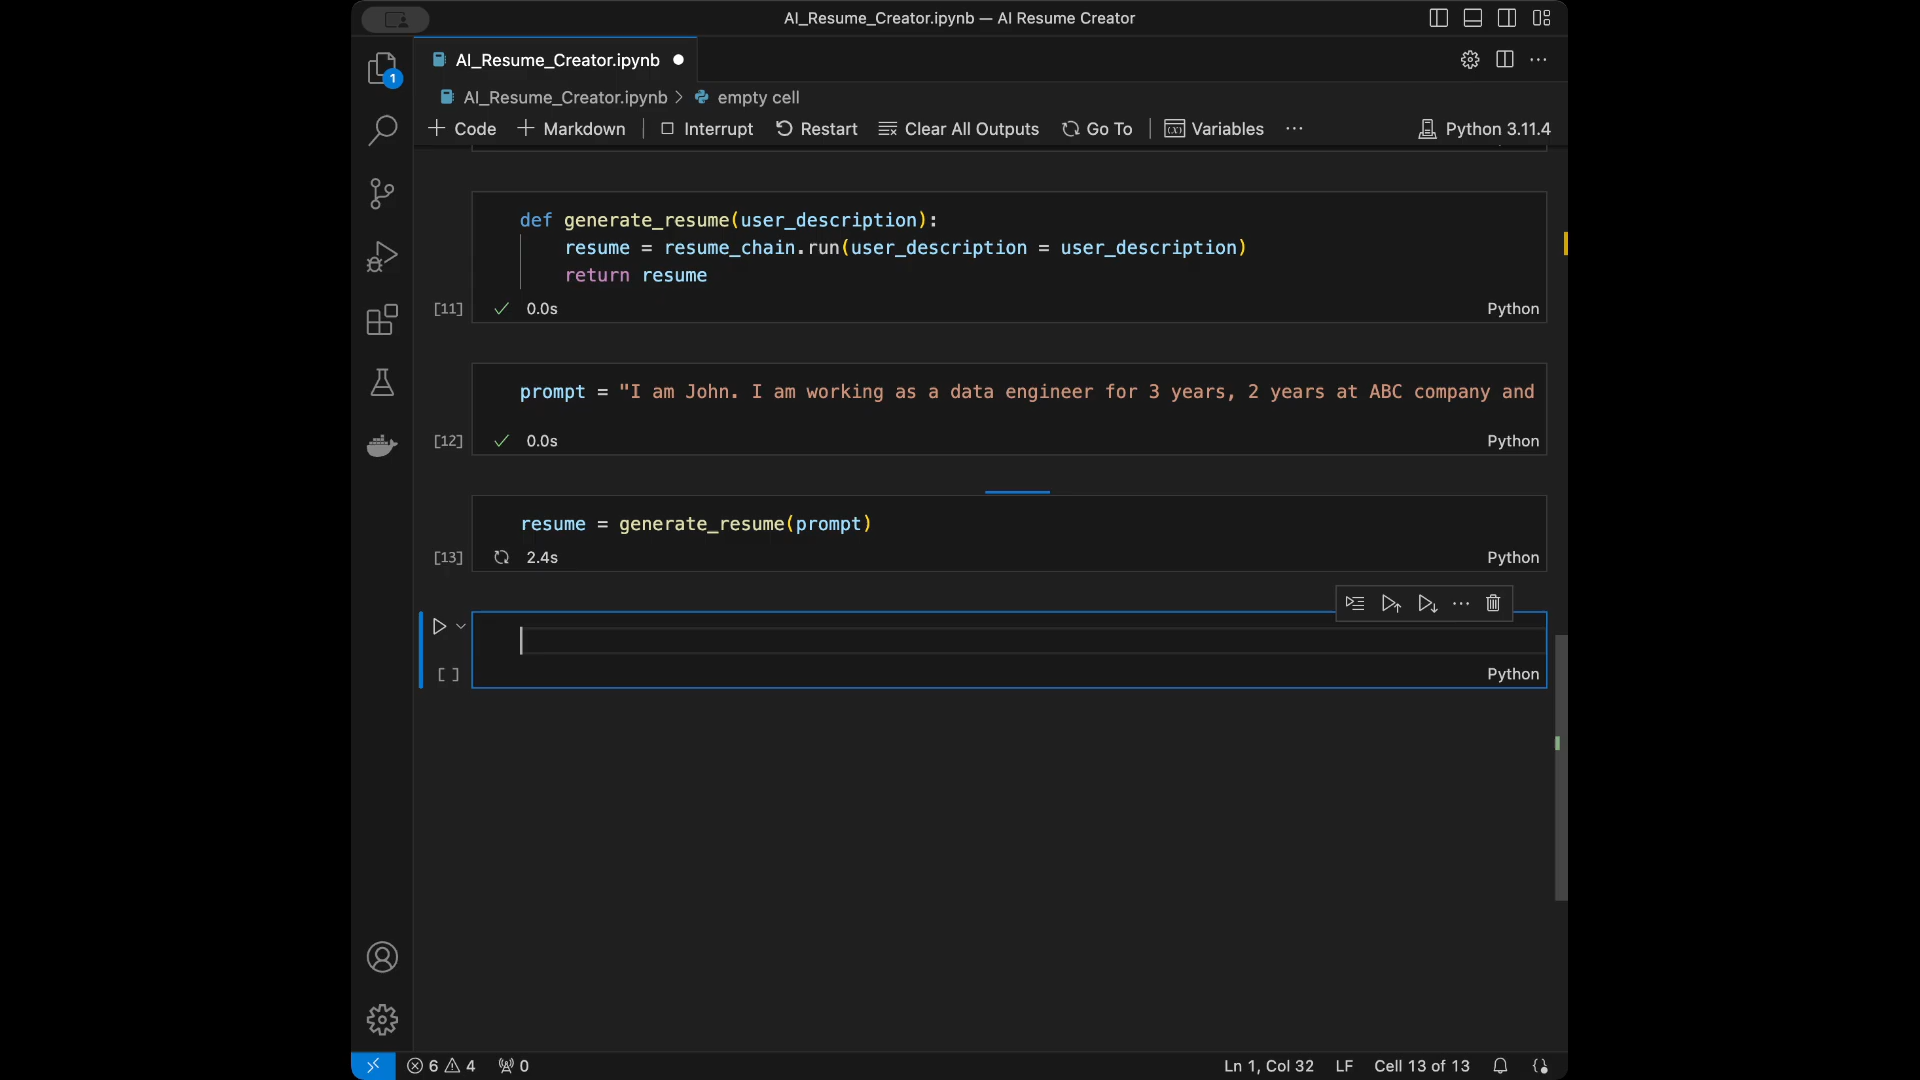 AI_Resume_Creator.ipynb — AI Resume Creator
AI_Resume_Creator.ipynb
1
AI_Resume_Creator.ipynb > empty cell
Code Markdown Interrupt Restart Clear All Outputs Go To Variables ... Python 3.11.4
def generate_resume(user_description):
resume = resume_chain.run(user_description = user_description)
return resume
[11] 0.0s Python
prompt = "I am John. I am working as a data engineer for 3 years, 2 years at ABC company and
[12] 0.0s Python
resume = generate_resume(prompt)
[13] 2.4s Python
[ ] Python
6 4 0 Ln 1, Col 32 LF Cell 13 of 13